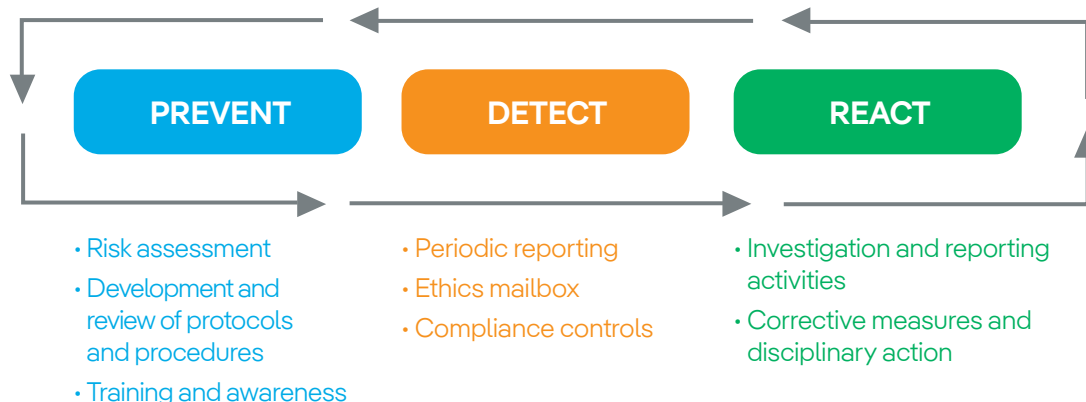 PREVENT
DETECT
REACT
· Risk assessment
· Development and
review of protocols
and procedures
· Training and awareness
· Periodic reporting
· Ethics mailbox
· Compliance controls
· Investigation and reporting
activities
· Corrective measures and
disciplinary action